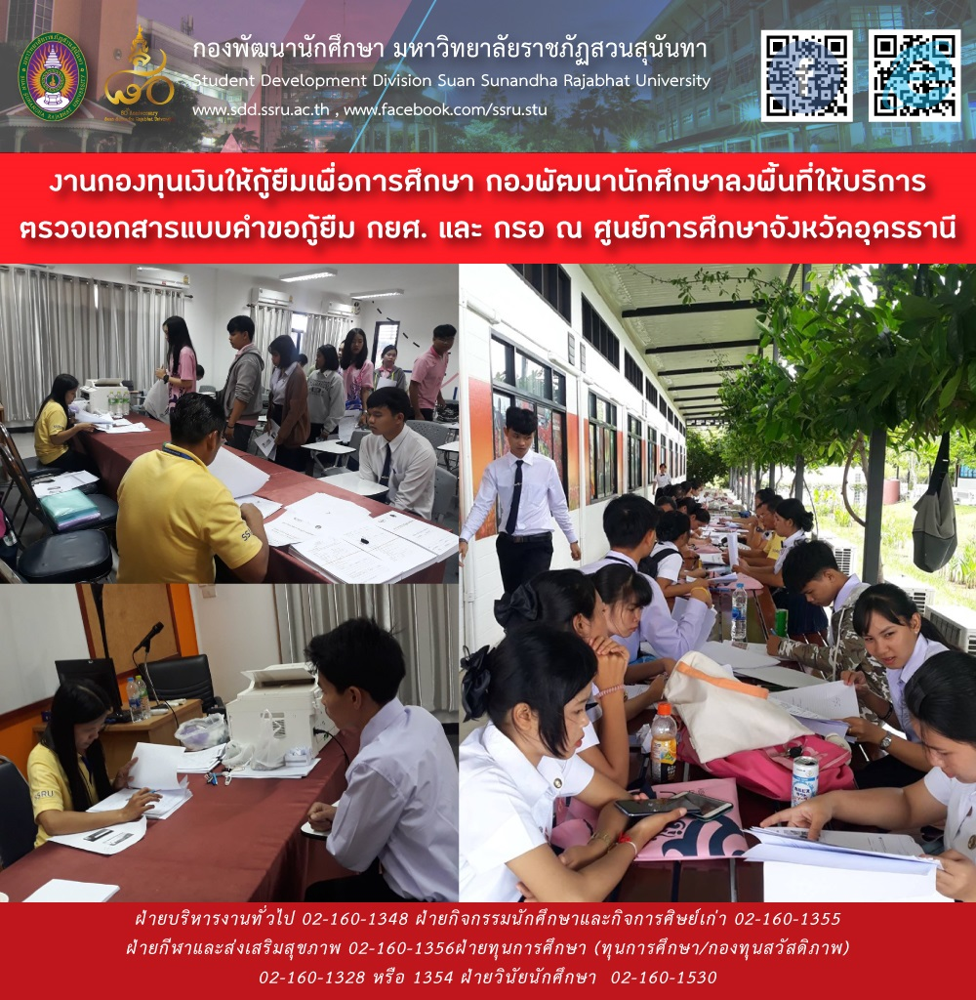 กองพัฒนานักศึกษา มหาวิทยาลัยราชภัฏสวนสุนันทา
Student Development Division Suan Sunandha Rajabhat University
www.sdd.ssru.ac.th , www.facebook.com/ssru.stu
งานกองทุนเงินให้กู้ยืมเพื่อการศึกษา กองพัฒนานักศึกษาลงพื้นที่ให้บริการ
ตรวจเอกสารแบบคำขอกู้ยืม กยศ. และ กรอ ณ ศูนย์การศึกษาจังหวัดอุดรธานี
ฝ่ายบริหารงานทั่วไป 02-160-1348 ฝ่ายกิจกรรมนักศึกษาและกิจการศิษย์เก่า 02-160-1355
ฝ่ายกีฬาและส่งเสริมสุขภาพ 02-160-1356ฝ่ายทุนการศึกษา (ทุนการศึกษา/กองทุนสวัสดิภาพ)
02-160-1328 หรือ 1354 ฝ่ายวินัยนักศึกษา 02-160-1530